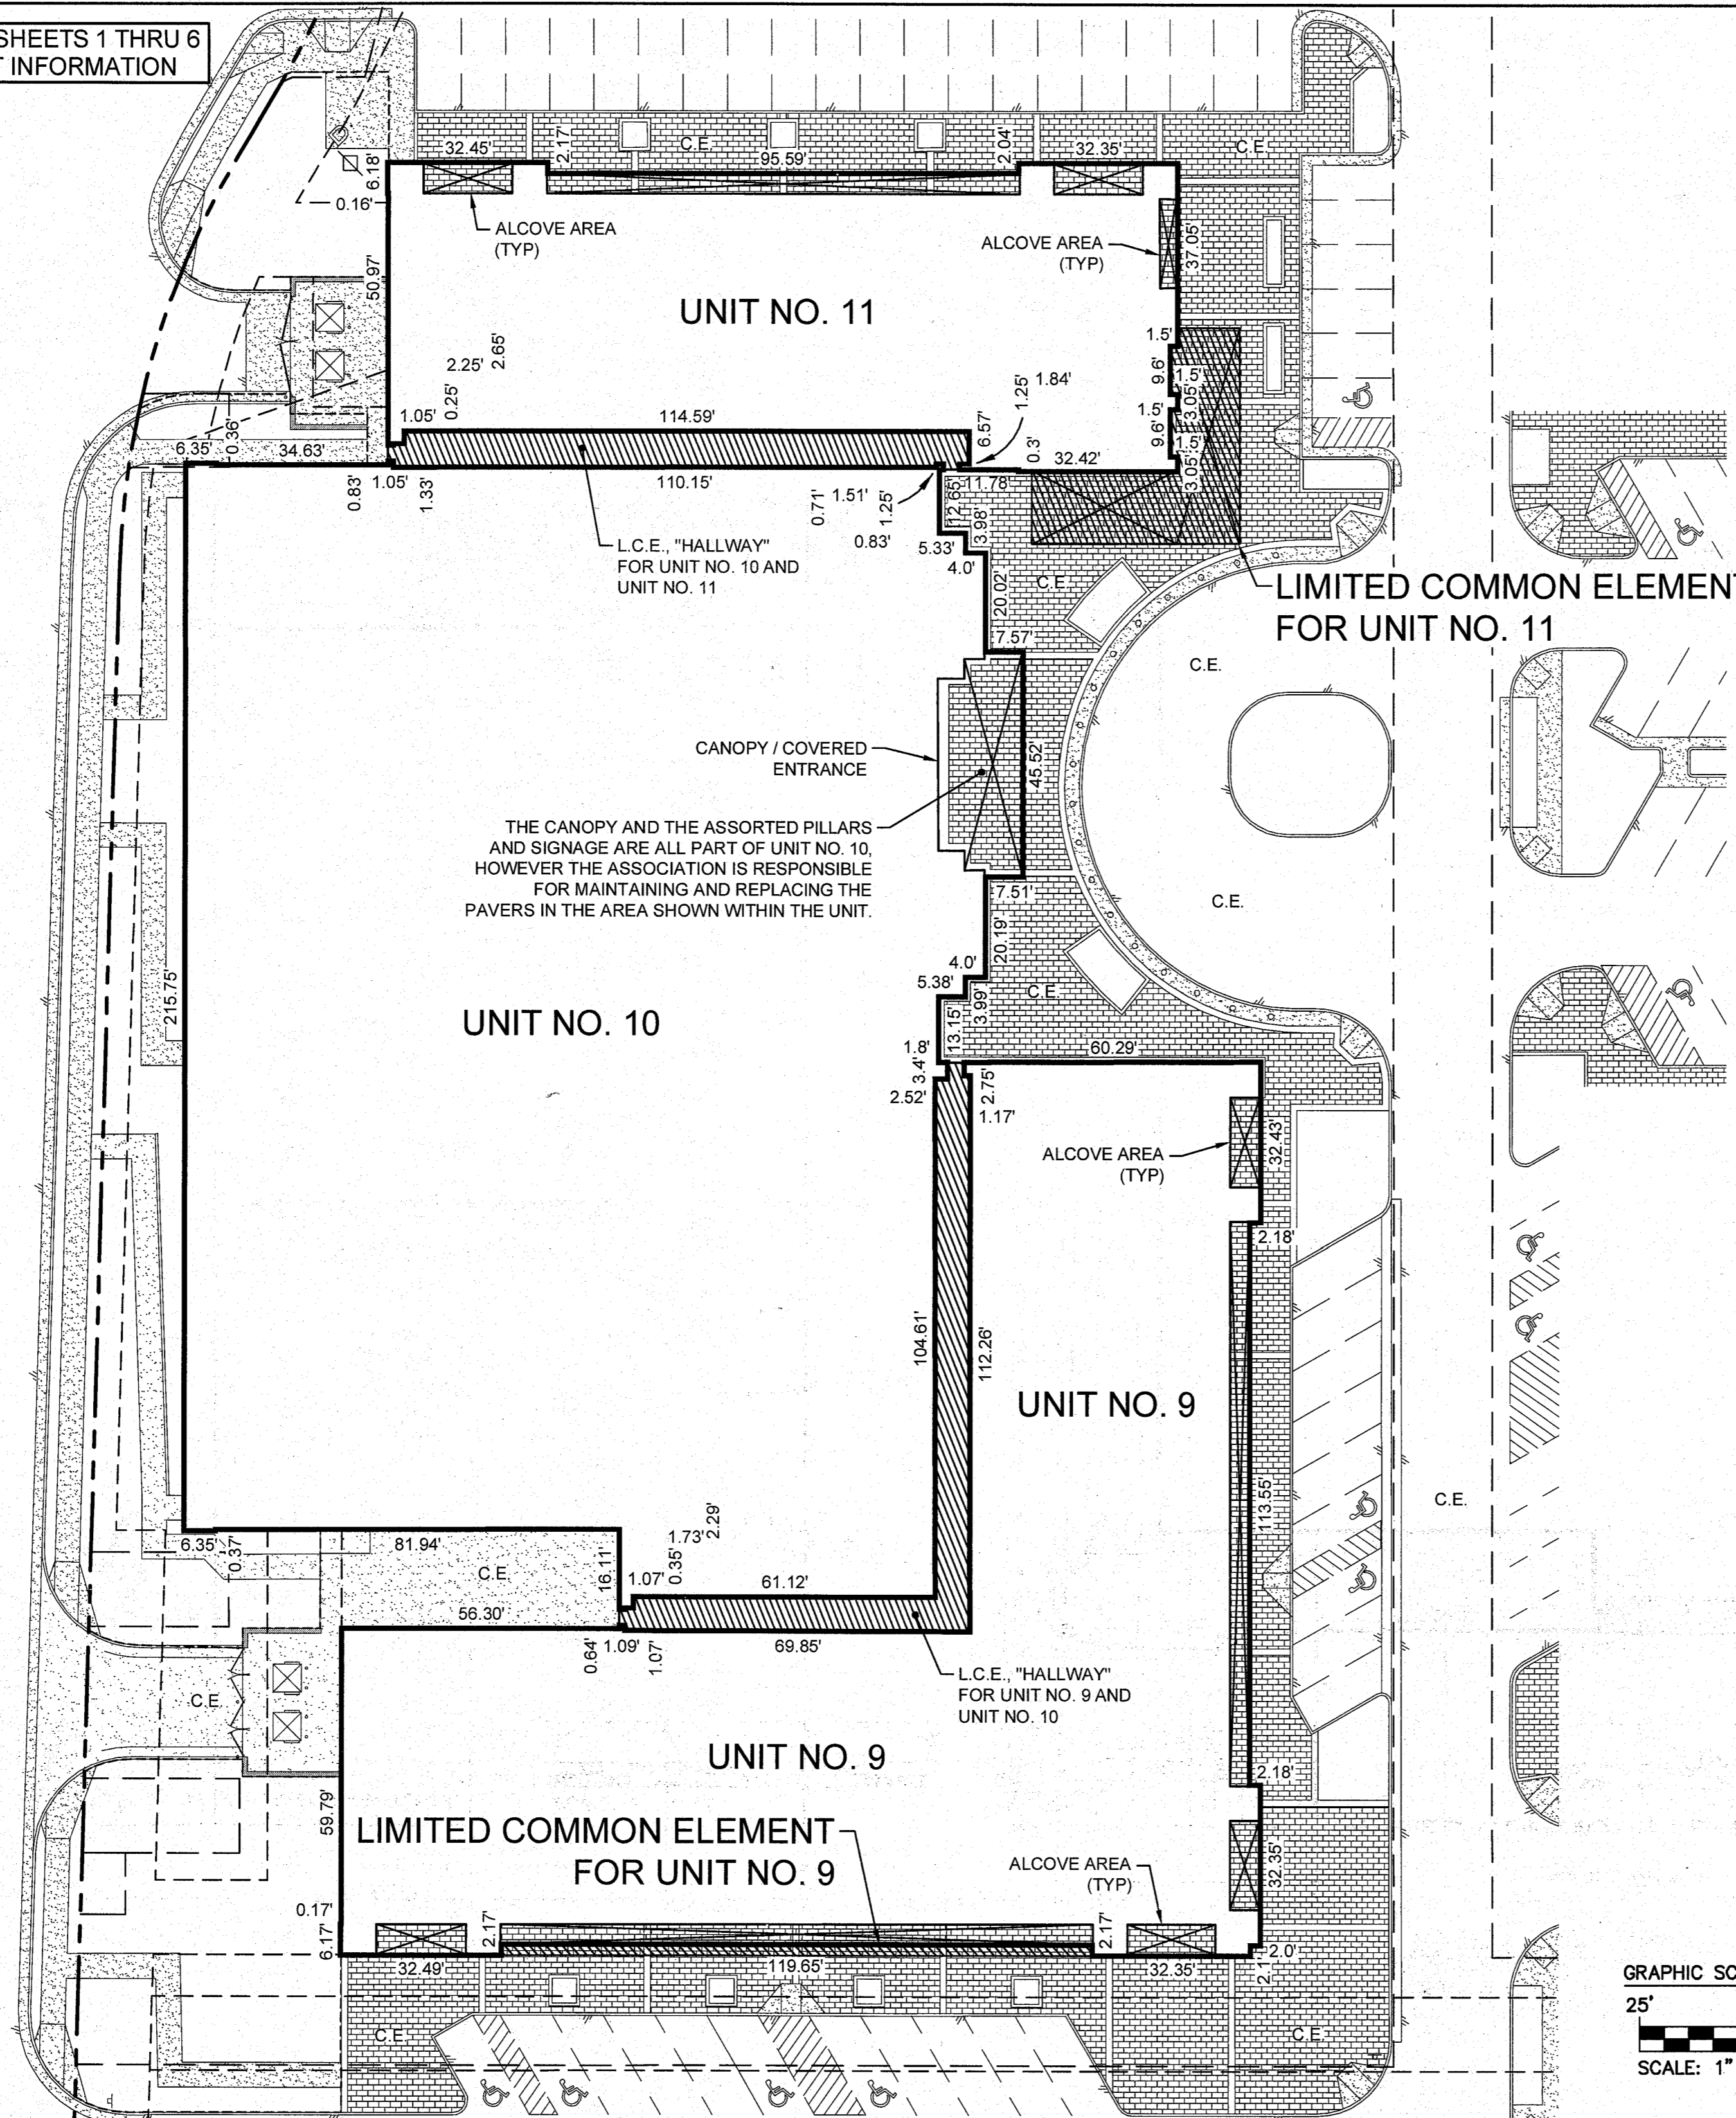 SHEETS 1 THRU 6
INFORMATION
C.E.
C.E.
32.45'
2.17'
95.59'
2.04'
32.35'
6.18'
0.16'
ALCOVE AREA
(TYP)
ALCOVE AREA
(TYP)
37.05'
50.97'
UNIT NO. 11
1.5'
9.6'
1.5'
3.05'
1.5'
9.6'
1.5'
3.05'
2.25'
2.65'
1.05'
0.25'
114.59'
1.84'
1.25'
6.57'
0.3'
32.42'
6.35'
0.36'
34.63'
0.83'
1.05'
1.33'
110.15'
0.71'
1.51'
1.25'
0.83'
12.65'
11.78'
3.98'
5.33'
4.0'
L.C.E., "HALLWAY"
FOR UNIT NO. 10 AND
UNIT NO. 11
C.E.
20.02'
LIMITED COMMON ELEMEN
FOR UNIT NO. 11
7.57'
C.E.
CANOPY / COVERED
ENTRANCE
45.52'
THE CANOPY AND THE ASSORTED PILLARS
AND SIGNAGE ARE ALL PART OF UNIT NO. 10,
HOWEVER THE ASSOCIATION IS RESPONSIBLE
FOR MAINTAINING AND REPLACING THE
PAVERS IN THE AREA SHOWN WITHIN THE UNIT.
7.51'
C.E.
20.19'
4.0'
5.38'
3.99'
C.E.
215.75'
UNIT NO. 10
13.15'
1.8'
3.4'
2.52'
60.29'
2.75'
1.17'
ALCOVE AREA
(TYP)
32.43'
2.18'
104.61'
112.26'
UNIT NO. 9
113.55'
C.E.
6.35'
0.37'
81.94'
C.E.
16.11'
1.73'
2.29'
1.07'
0.35'
61.12'
56.30'
0.64'
1.09'
1.07'
69.85'
L.C.E., "HALLWAY"
FOR UNIT NO. 9 AND
UNIT NO. 10
C.E.
UNIT NO. 9
2.18'
59.79'
LIMITED COMMON ELEMENT
FOR UNIT NO. 9
ALCOVE AREA
(TYP)
32.35'
0.17'
6.17'
2.17'
2.17'
32.49'
119.65'
32.35'
2.0'
C.E.
C.E.
GRAPHIC SC
25'
SCALE: 1"